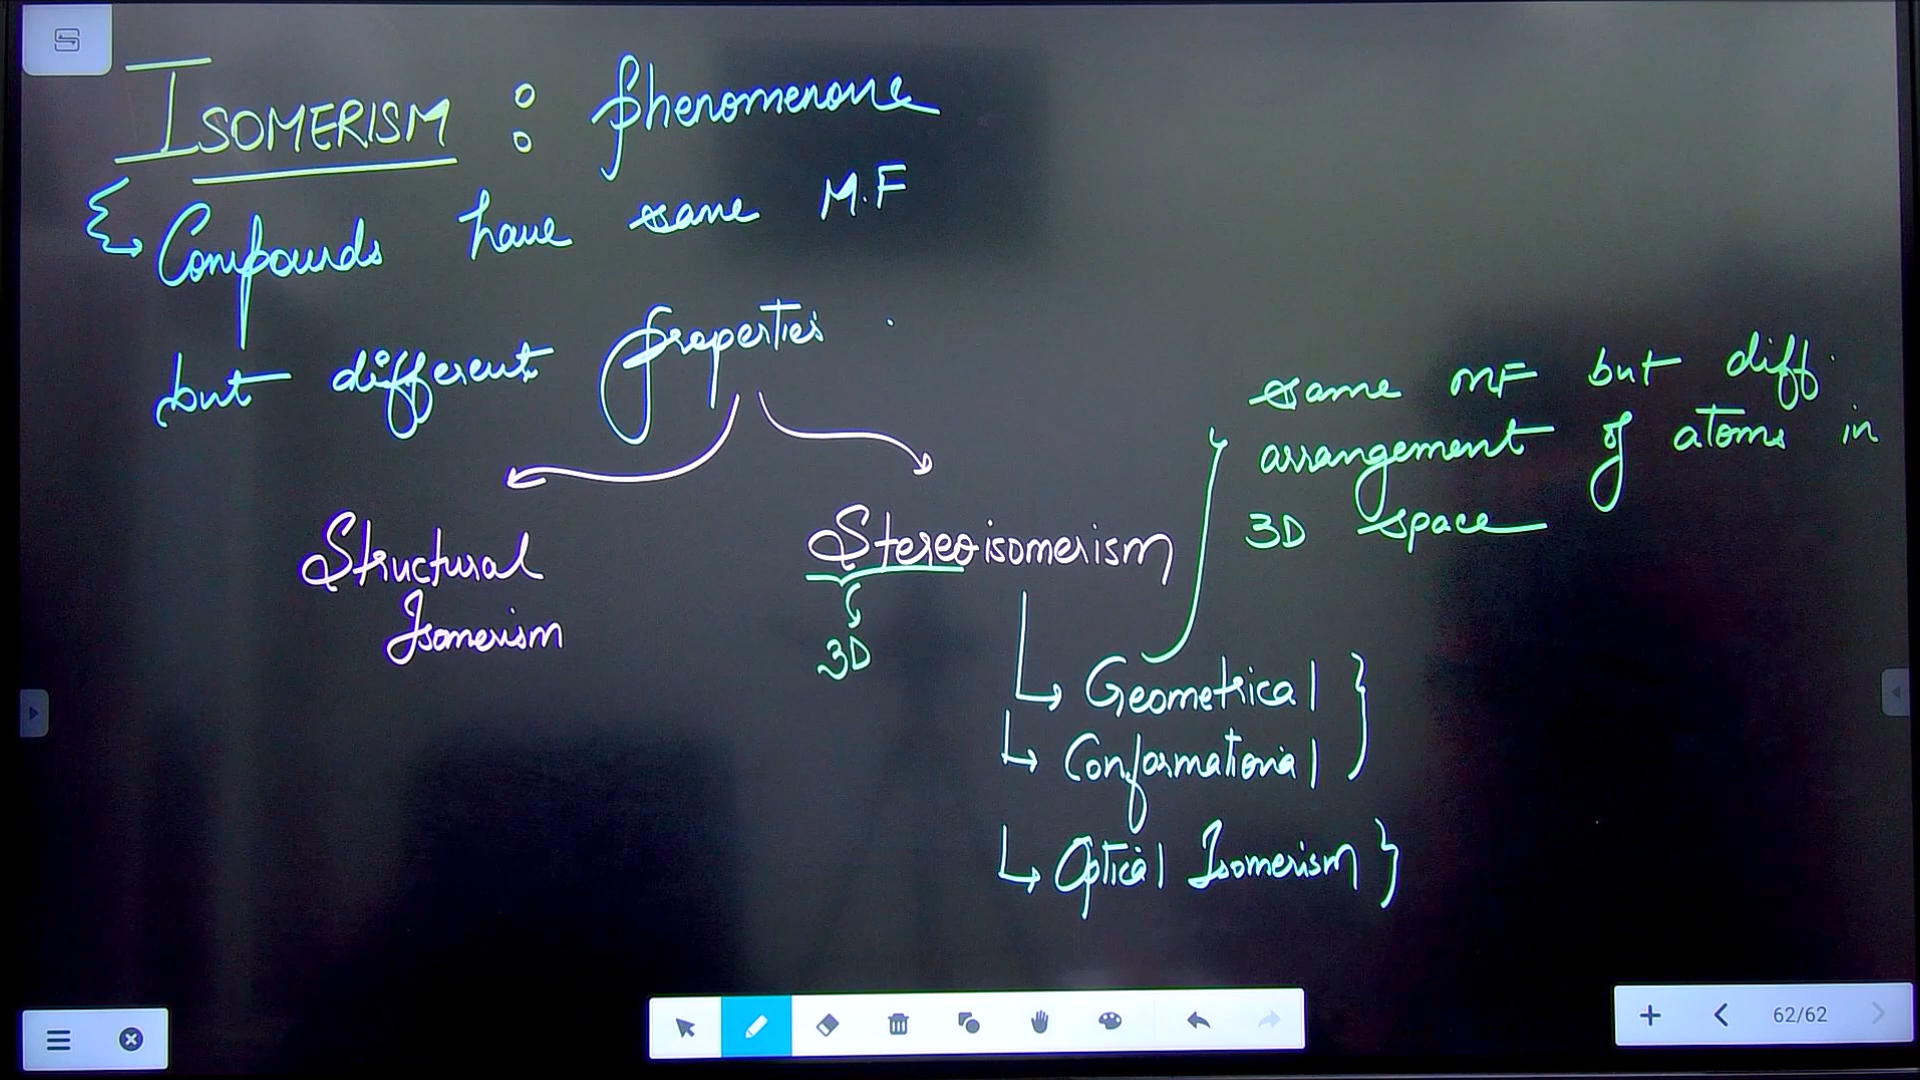 ISOMERISM : phenomenone
Compounds have same M.F
but different properties
same MF but diff.
arrangement of atoms in
3D space
Structural
Isomerism
Stereoisomerism
3D
Geometrical
Conformational
Optical Isomerism
62/62